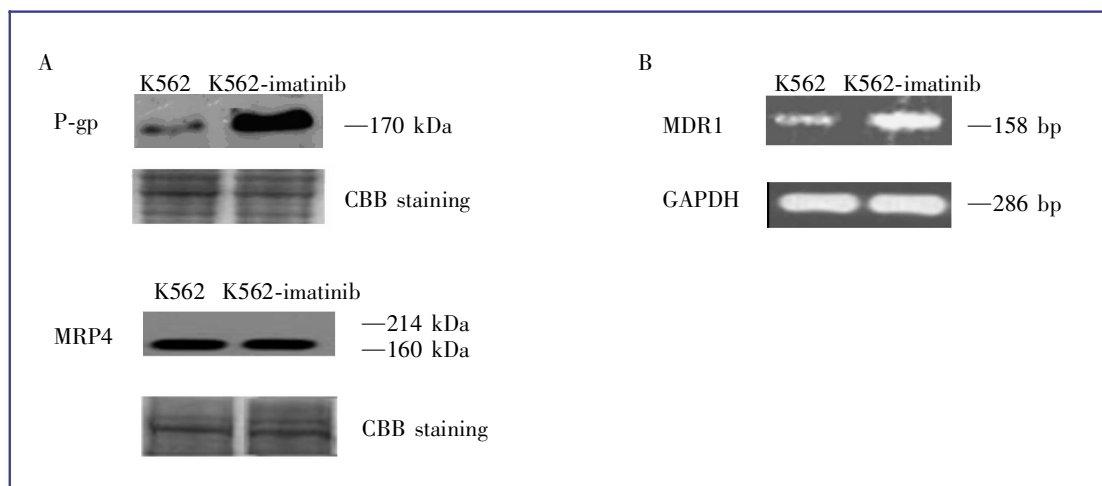 A
K562 K562-imatinib
P-gp —170 kDa
CBB staining
K562 K562-imatinib
MRP4 —214 kDa
—160 kDa
CBB staining
B
K562 K562-imatinib
MDR1 —158 bp
GAPDH —286 bp